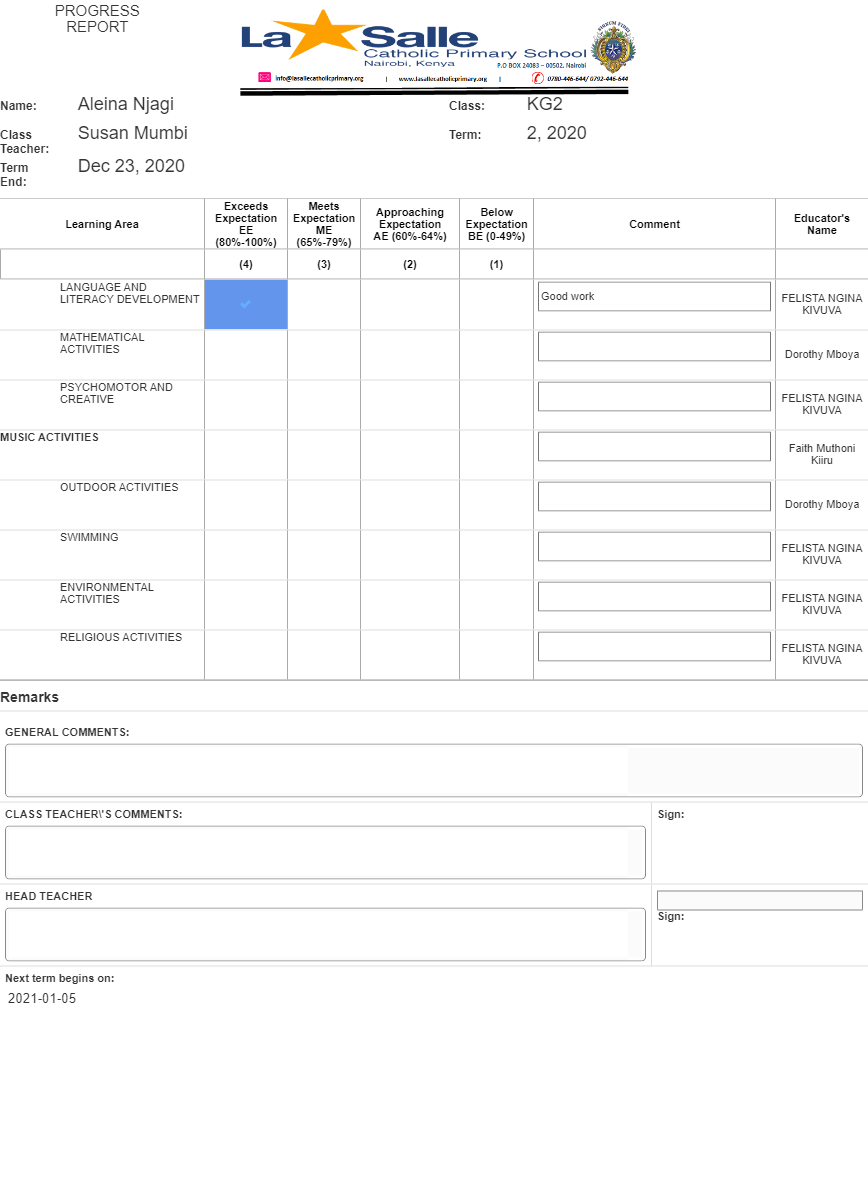 PROGRESS
REPORT
La Salle
Catholic Primary School
Nairobi, Kenya
P.O BOX 24083 – 00502, Nairobi
info@lasallecatholicprimary.org | www.lasallecatholicprimary.org | 0780-446-644/ 0792-446-644
Name: Aleina Njagi Class: KG2
Class Teacher: Susan Mumbi Term: 2, 2020
Term End: Dec 23, 2020
Learning Area Exceeds Expectation EE (80%-100%) Meets Expectation ME (65%-79%) Approaching Expectation AE (60%-64%) Below Expectation BE (0-49%) Comment Educator's Name
(4) (3) (2) (1)
LANGUAGE AND LITERACY DEVELOPMENT Good work FELISTA NGINA KIVUVA
MATHEMATICAL ACTIVITIES Dorothy Mboya
PSYCHOMOTOR AND CREATIVE FELISTA NGINA KIVUVA
MUSIC ACTIVITIES Faith Muthoni Kiiru
OUTDOOR ACTIVITIES Dorothy Mboya
SWIMMING FELISTA NGINA KIVUVA
ENVIRONMENTAL ACTIVITIES FELISTA NGINA KIVUVA
RELIGIOUS ACTIVITIES FELISTA NGINA KIVUVA
Remarks
GENERAL COMMENTS:
CLASS TEACHER\'S COMMENTS: Sign:
HEAD TEACHER
Sign:
Next term begins on:
2021-01-05